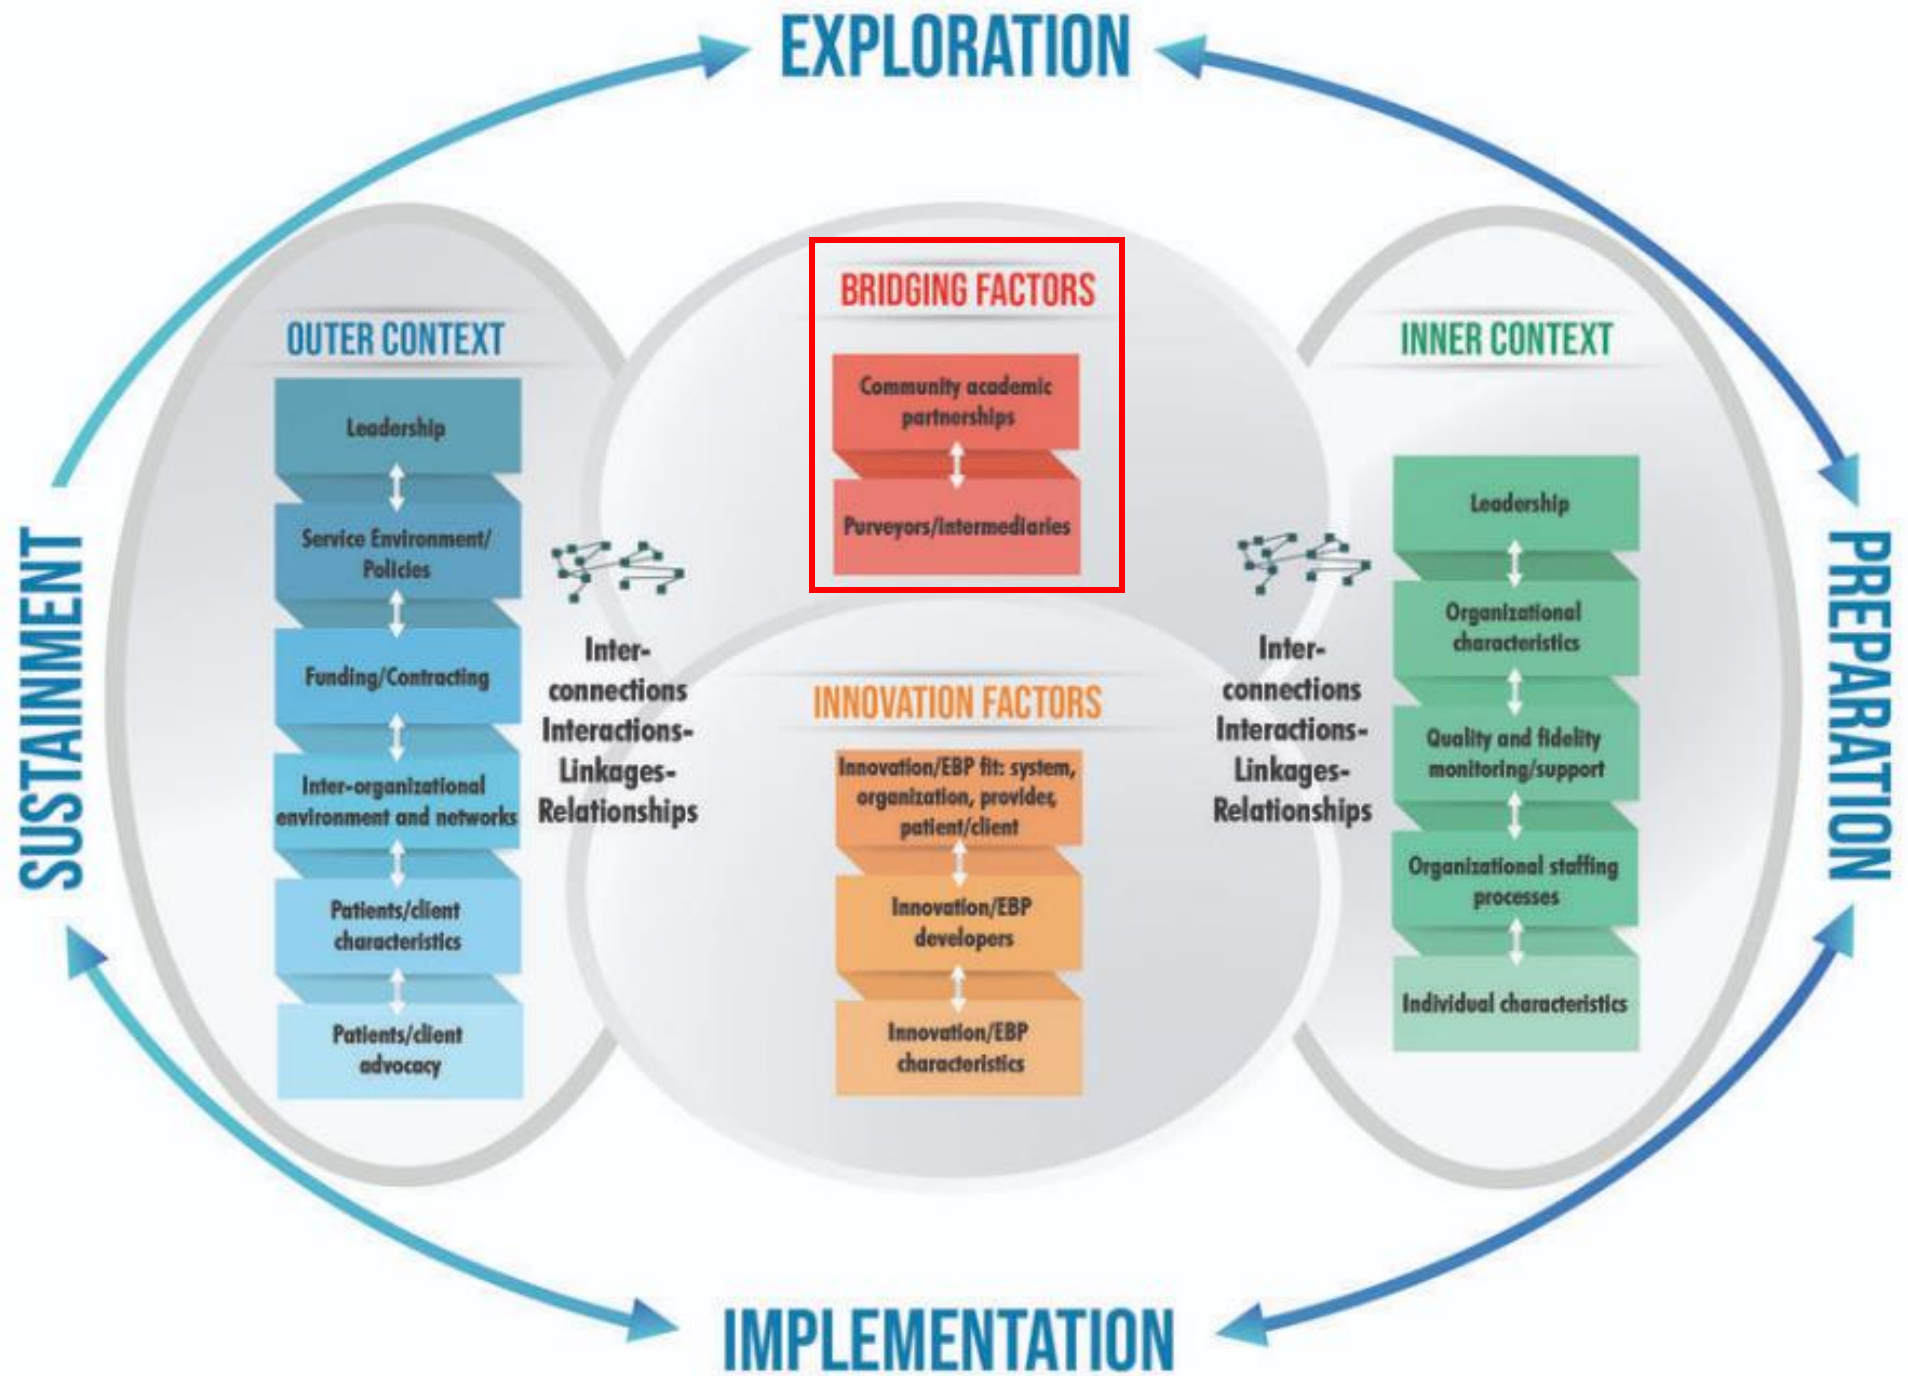 EXPLORATION
BRIDGING FACTORS
Community academic
partnerships
Purveyors/Intermediaries
OUTER CONTEXT
Leadership
Service Environment/
Policies
Funding/Contracting
Inter-organizational
environment and networks
Patients/client
characteristics
Patients/client
advocacy
Inter-
connections
Interactions-
Linkages-
Relationships
INNOVATION FACTORS
Innovation/EBP fit: system,
organization, provider,
patient/client
Innovation/EBP
developers
Innovation/EBP
characteristics
Inter-
connections
Interactions-
Linkages-
Relationships
INNER CONTEXT
Leadership
Organizational
characteristics
Quality and fidelity
monitoring/support
Organizational staffing
processes
Individual characteristics
SUSTAINMENT
PREPARATION
IMPLEMENTATION